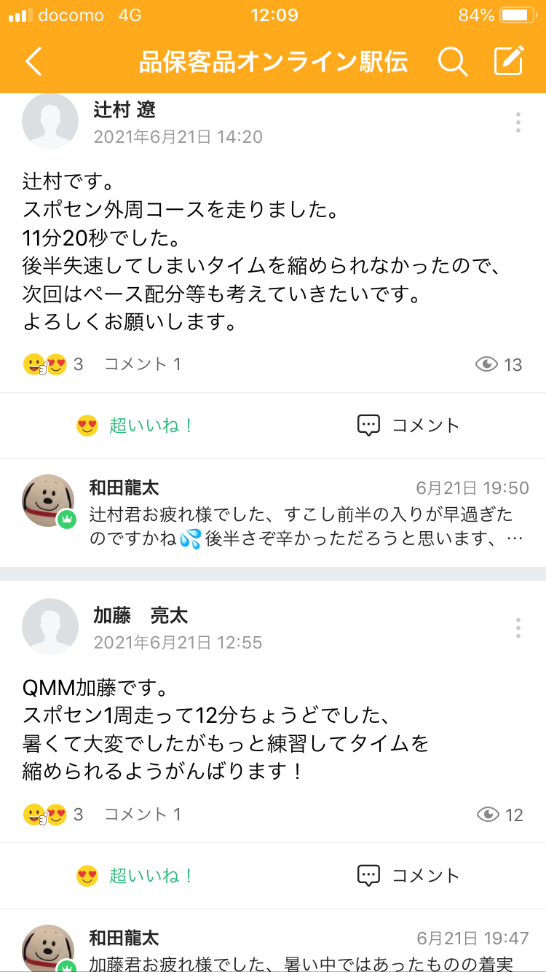 docomo 4G 12:09 84%
品保客品オンライン駅伝
辻村 遼
2021年6月21日 14:20
辻村です。
スポセン外周コースを走りました。
11分20秒でした。
後半失速してしまいタイムを縮められなかったので、
次回はペース配分等も考えていきたいです。
よろしくお願いします。
3 コメント 1 13
超いいね! コメント
和田龍太 6月21日 19:50
辻村君お疲れ様でした、すこし前半の入りが早過ぎた
のですかね💦後半さぞ辛かっただろうと思います、…
加藤 亮太
2021年6月21日 12:55
QMM加藤です。
スポセン1周走って12分ちょうどでした、
暑くて大変でしたがもっと練習してタイムを
縮められるようがんばります!
3 コメント 1 12
超いいね! コメント
和田龍太 6月21日 19:47
加藤君お疲れ様でした、暑い中ではあったものの着実